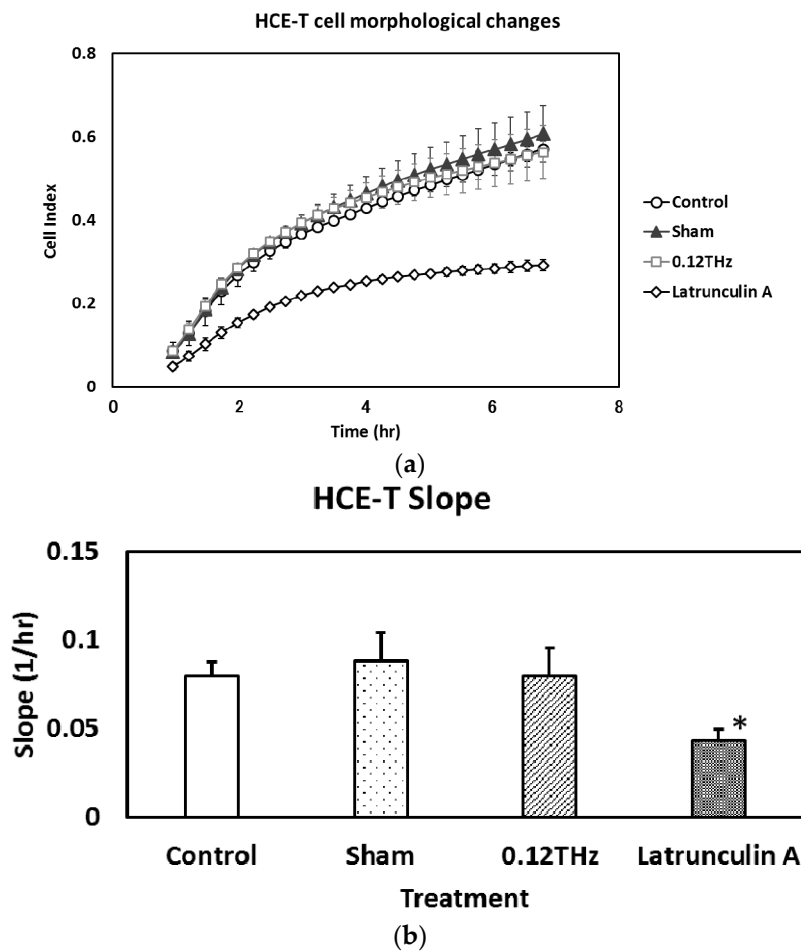 HCE-T cell morphological changes
0.8
0.6
0.4
0.2
0
Cell Index
0 2 4 6 8
Time (hr)
Control
Sham
0.12THz
Latrunculin A
(a)
HCE-T Slope
0.15
0.1
0.05
0
Slope (1/hr)
*
Control Sham 0.12THz Latrunculin A
Treatment
(b)